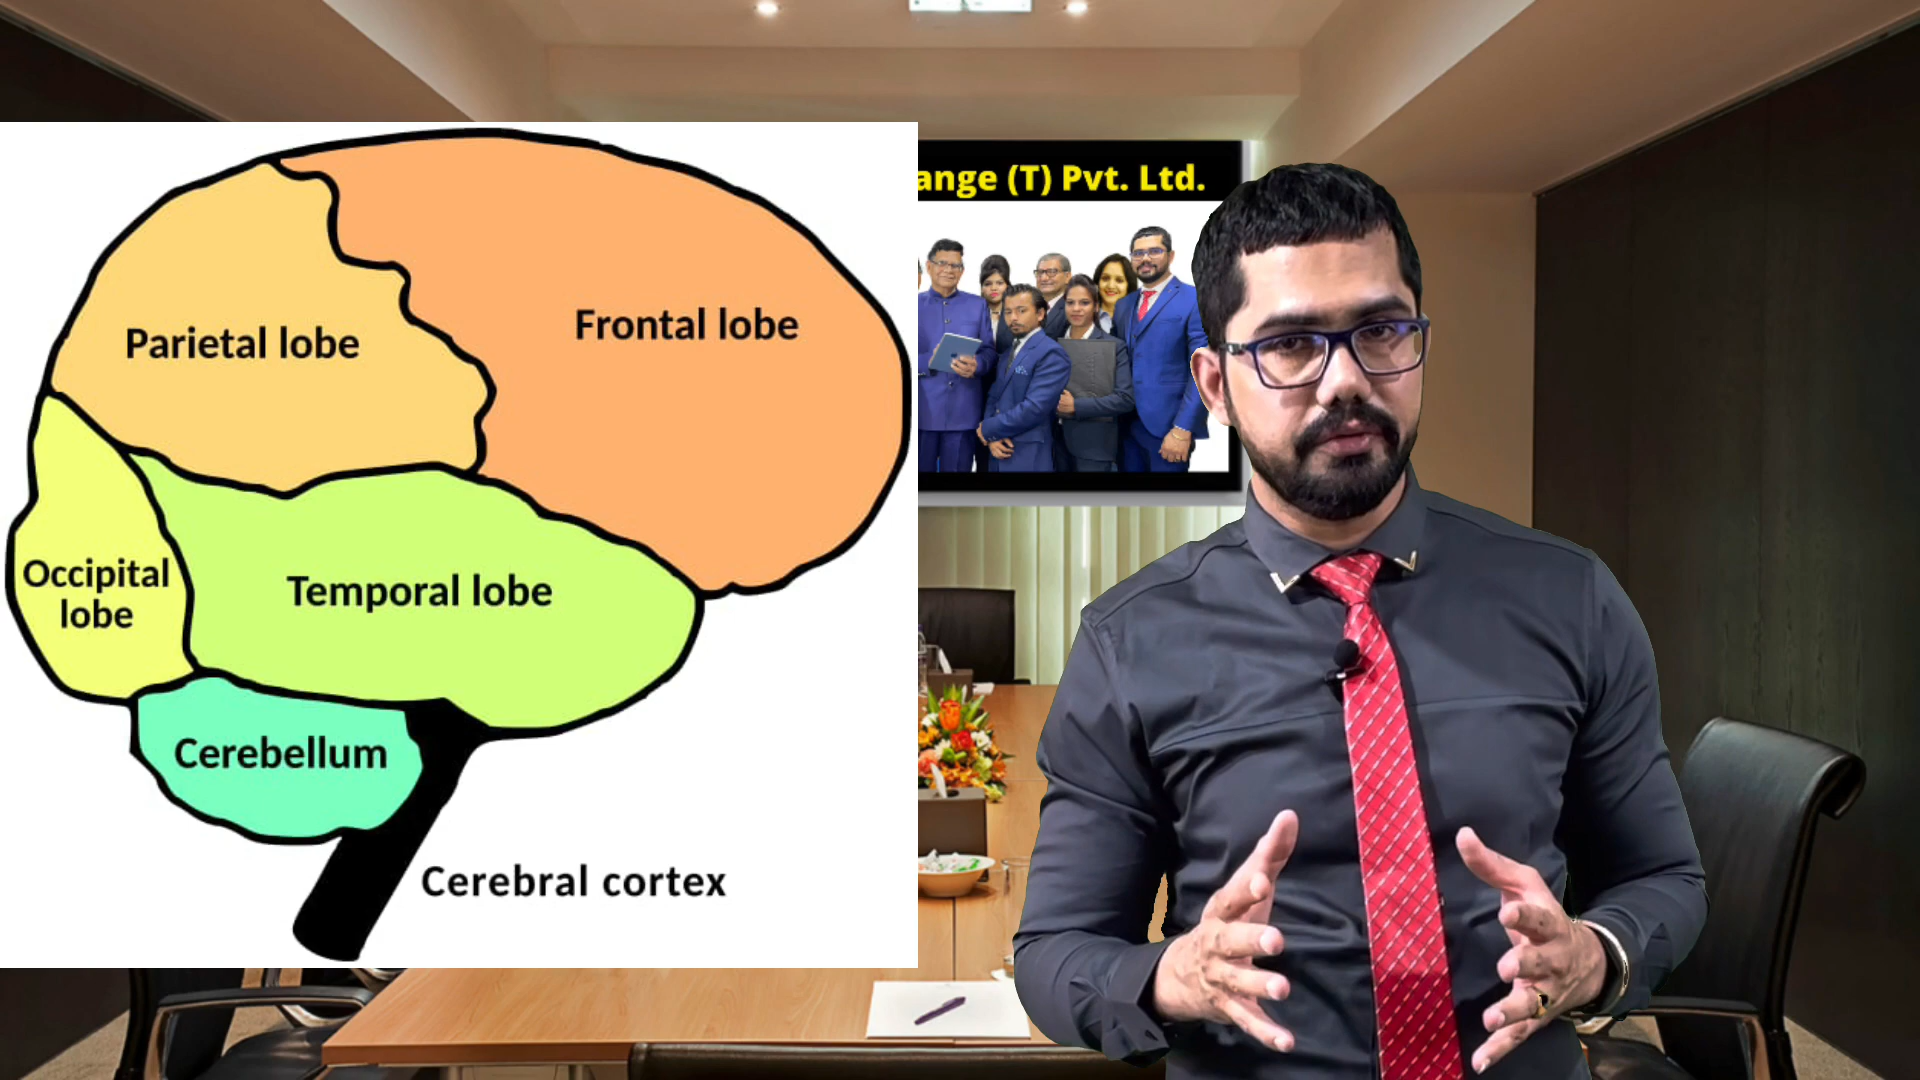 ange (T) Pvt. Ltd.
Parietal lobe
Frontal lobe
Occipital
lobe
Temporal lobe
Cerebellum
Cerebral cortex